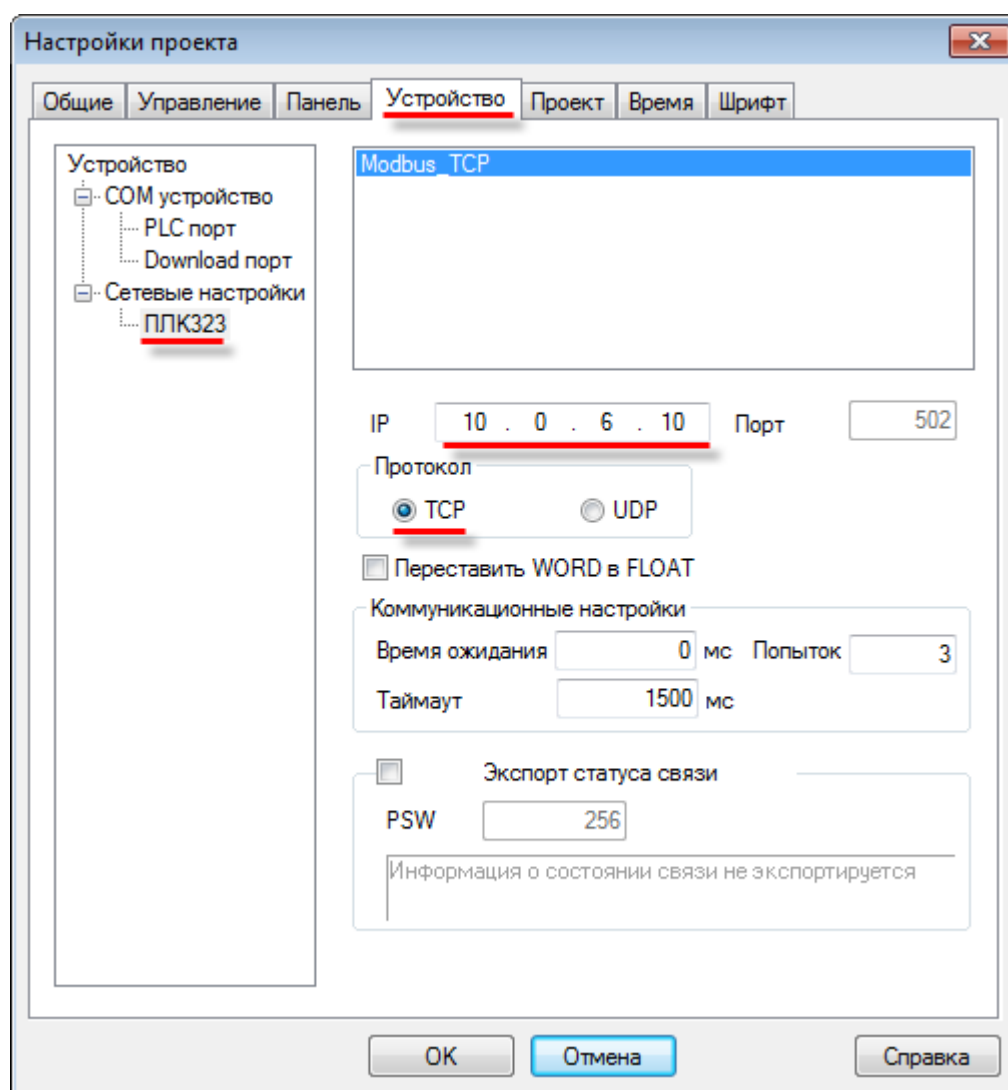 Настройки проекта
Общие Управление Панель Устройство Проект Время Шрифт
Устройство
COM устройство
PLC порт
Download порт
Сетевые настройки
ПЛК323
Modbus_TCP
IP 10 . 0 . 6 . 10 Порт 502
Протокол
TCP UDP
Переставить WORD в FLOAT
Коммуникационные настройки
Время ожидания 0 мс Попыток 3
Таймаут 1500 мс
Экспорт статуса связи
PSW 256
Информация о состоянии связи не экспортируется
OK Отмена Справка